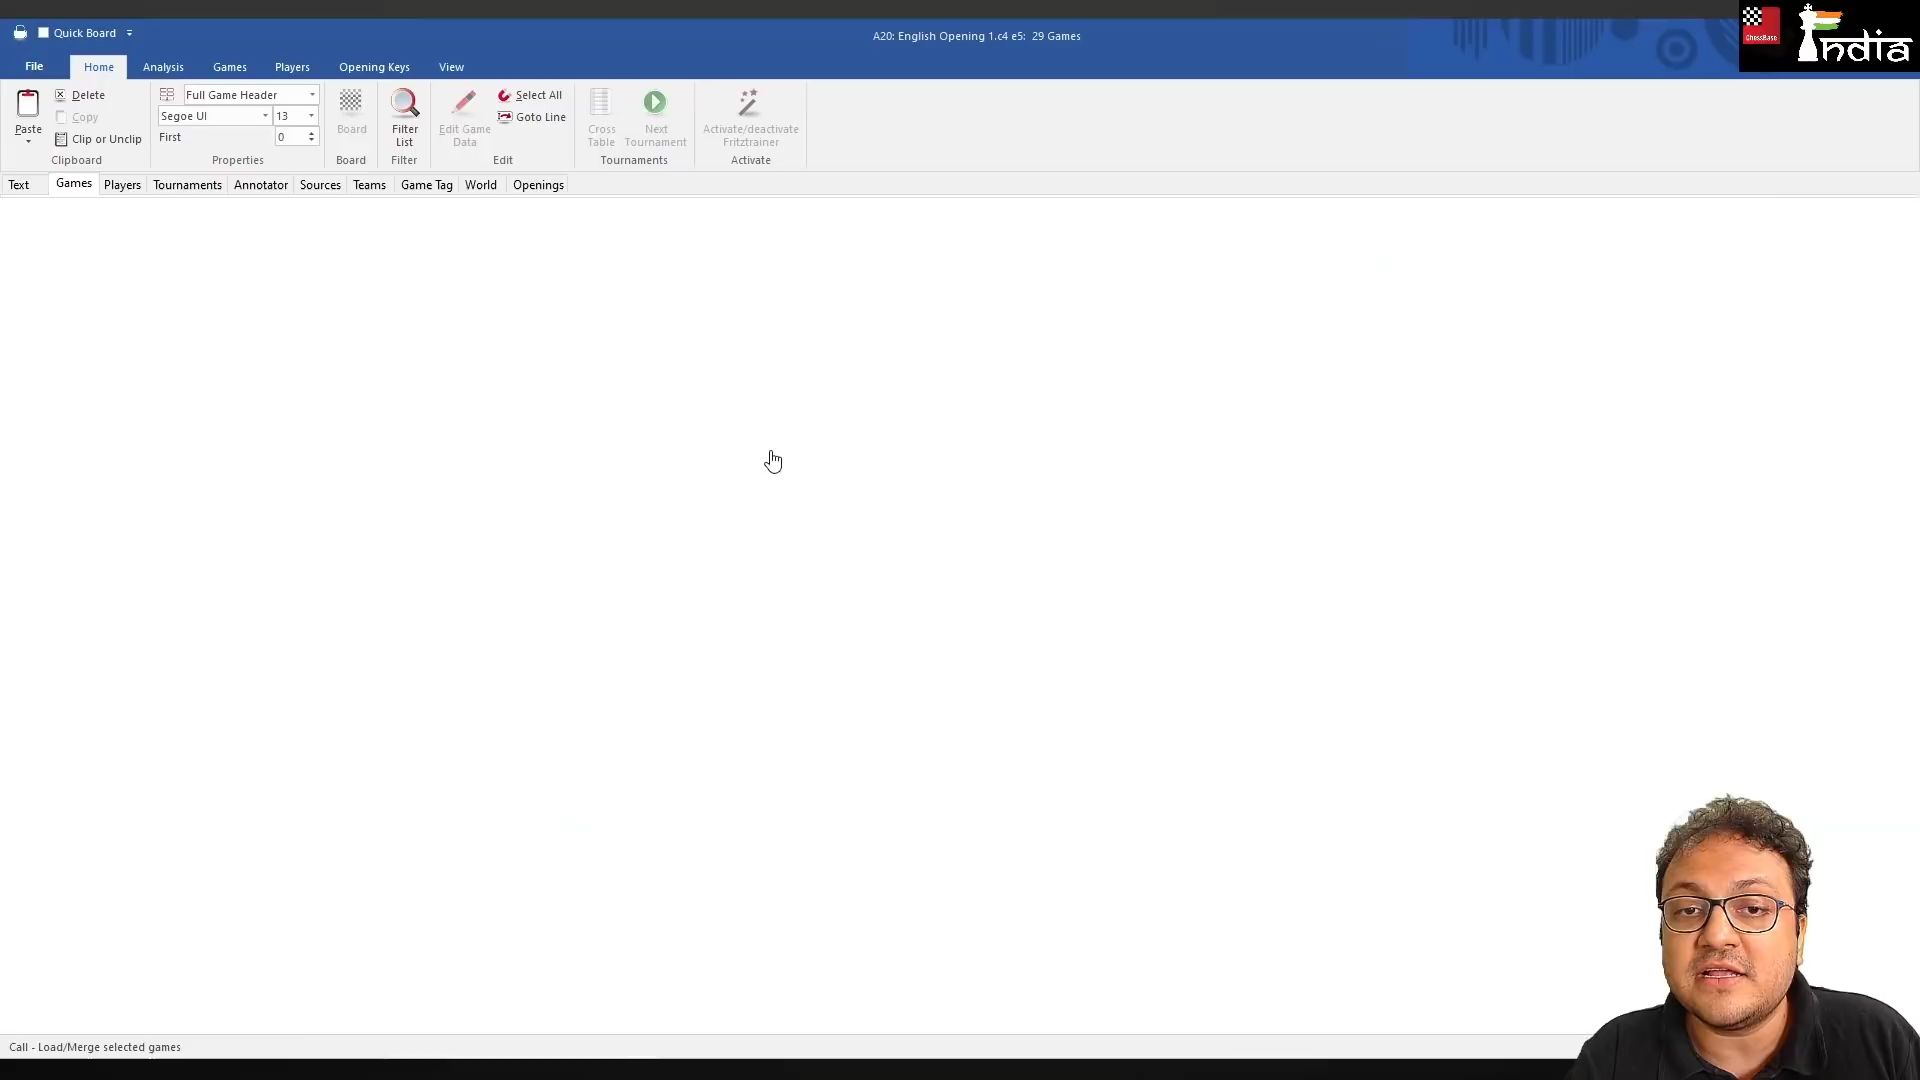 Quick Board
A20: English Opening 1.c4 e5: 29 Games
ChessBase
India
File Home Analysis Games Players Opening Keys View
Paste
Delete
Copy
Clip or Unclip
Clipboard
Full Game Header
Segoe UI 13
First 0
Properties
Board
Board
Filter List
Filter
Edit Game Data
Select All
Goto Line
Edit
Cross Table
Next Tournament
Tournaments
Activate/deactivate Fritztrainer
Activate
Text Games Players Tournaments Annotator Sources Teams Game Tag World Openings
Call - Load/Merge selected games